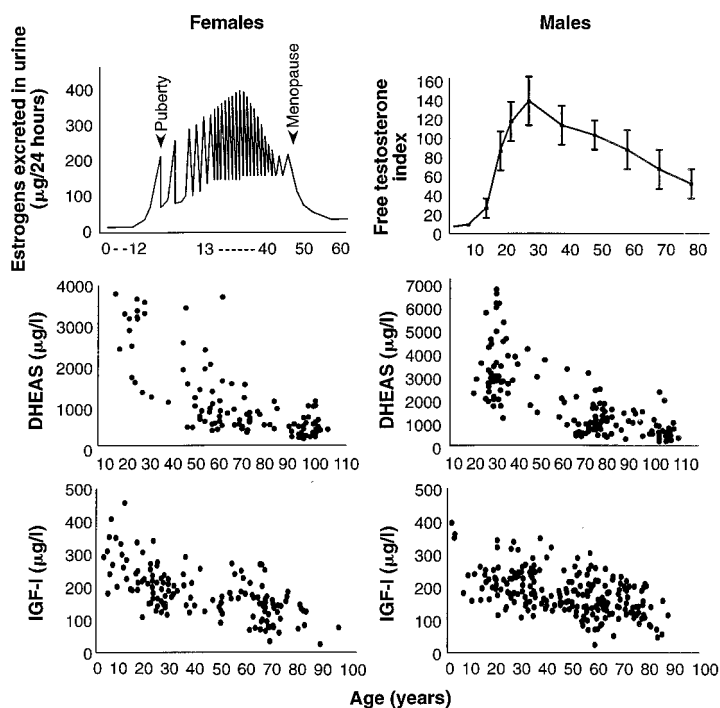 Females
Estrogens excreted in urine
(µg/24 hours)
400
300
200
100
0
Puberty
Menopause
0 - - 12 13 ------ 40 50 60
Males
Free testosterone
index
160
140
120
100
80
60
40
20
0
10 20 30 40 50 60 70 80
DHEAS (µg/l)
4000
3000
2000
1000
0
10 20 30 40 50 60 70 80 90 100 110
DHEAS (µg/l)
7000
6000
5000
4000
3000
2000
1000
0
10 20 30 40 50 60 70 80 90 100 110
IGF-I (µg/l)
500
400
300
200
100
0
0 10 20 30 40 50 60 70 80 90 100
IGF-I (µg/l)
500
400
300
200
100
0
0 10 20 30 40 50 60 70 80 90 100
Age (years)